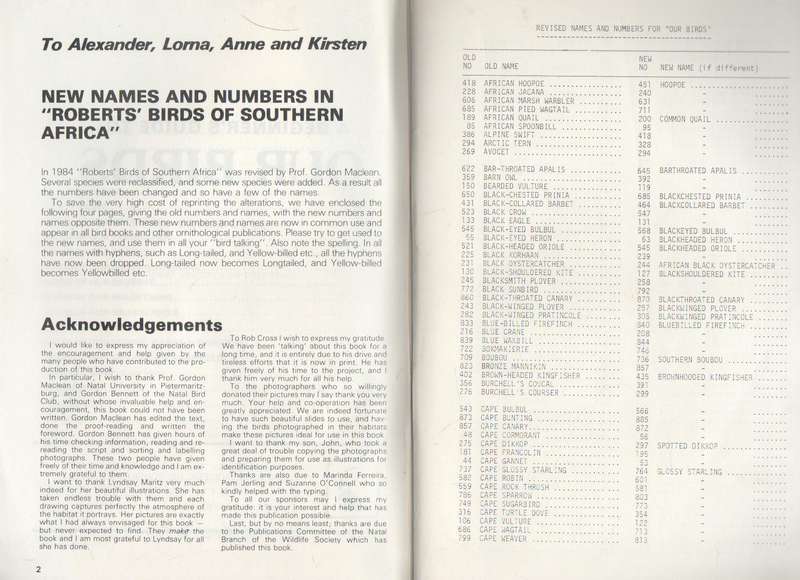 To Alexander, Lorna, Anne and Kirsten
NEW NAMES AND NUMBERS IN
"ROBERTS' BIRDS OF SOUTHERN
AFRICA"
In 1984 "Roberts' Birds of Southern Africa" was revised by Prof. Gordon Maclean.
Several species were reclassified, and some new species were added. As a result all
the numbers have been changed and so have a few of the names.
To save the very high cost of reprinting the alterations, we have enclosed the
following four pages, giving the old numbers and names, with the new numbers and
names opposite them. These new numbers and names are now in common use and
appear in all bird books and other ornithological publications. Please try to get used to
the new names, and use them in all your "bird talking". Also note the spelling. In all
the names with hyphens, such as Long-tailed, and Yellow-billed etc., all the hyphens
have now been dropped. Long-tailed now becomes Longtailed, and Yellow-billed
becomes Yellowbilled etc.
Acknowledgements
I would like to express my appreciation of
the encouragement and help given by the
many people who have contributed to the pro-
duction of this book.
In particular, I wish to thank Prof. Gordon
Maclean of Natal University in Pietermaritz-
burg, and Gordon Bennett of the Natal Bird
Club, without whose invaluable help and en-
couragement, this book could not have been
written. Gordon Maclean has edited the text,
done the proof-reading and written the
foreword. Gordon Bennett has given hours of
his time checking information, reading and re-
reading the script and sorting and labelling
photographs. These two people have given
freely of their time and knowledge and I am ex-
tremely grateful to them.
I want to thank Lyndsay Maritz very much
indeed for her beautiful illustrations. She has
taken endless trouble with them and each
drawing captures perfectly the atmosphere of
the habitat it portrays. Her pictures are exactly
what I had always envisaged for this book —
but never expected to find. They make the
book and I am most grateful to Lyndsay for all
she has done.
To Rob Cross I wish to express my gratitude.
We have been 'talking' about this book for a
long time, and it is entirely due to his drive and
tireless efforts that it is now in print. He has
given freely of his time to the project, and I
thank him very much for all his help.
To the photographers who so willingly
donated their pictures may I say thank you very
much. Your help and co-operation has been
greatly appreciated. We are indeed fortunate
to have such beautiful slides to use, and hav-
ing the birds photographed in their habitats
make these pictures ideal for use in this book.
I want to thank my son, John, who took a
great deal of trouble copying the photographs
and preparing them for use as illustrations for
identification purposes.
Thanks are also due to Marinda Ferreira,
Pam Jerling and Suzanne O'Connell who so
kindly helped with the typing.
To all our sponsors may I express my
gratitude: it is your interest and help that has
made this publication possible.
Last, but by no means least; thanks are due
to the Publications Committee of the Natal
Branch of the Wildlife Society which has
published this book.
2
REVISED NAMES AND NUMBERS FOR "OUR BIRDS"
OLD NO OLD NAME NEW NO NEW NAME (if different)
418 AFRICAN HOOPOE 451 HOOPOE
228 AFRICAN JACANA 240 -
606 AFRICAN MARSH WARBLER 631 -
685 AFRICAN PIED WAGTAIL 711 -
189 AFRICAN QUAIL 200 COMMON QUAIL
85 AFRICAN SPOONBILL 95 -
386 ALPINE SWIFT 418 -
294 ARCTIC TERN 328 -
269 AVOCET 294 -
622 BAR-THROATED APALIS 645 BARTHROATED APALIS
359 BARN OWL 392 -
150 BEARDED VULTURE 119 -
650 BLACK-CHESTED PRINIA 685 BLACKCHESTED PRINIA
431 BLACK-COLLARED BARBET 464 BLACKCOLLARED BARBET
523 BLACK CROW 547 -
133 BLACK EAGLE 131 -
545 BLACK-EYED BULBUL 568 BLACKEYED BULBUL
55 BLACK-HEADED HERON 63 BLACKHEADED HERON
521 BLACK-HEADED ORIOLE 545 BLACKHEADED ORIOLE
225 BLACK KORHAAN 239 -
231 BLACK OYSTERCATCHER 244 AFRICAN BLACK OYSTERCATCHER
130 BLACK-SHOULDERED KITE 127 BLACKSHOULDERED KITE
245 BLACKSMITH PLOVER 258 -
772 BLACK SUNBIRD 792 -
860 BLACK-THROATED CANARY 870 BLACKTHROATED CANARY
243 BLACK-WINGED PLOVER 257 BLACKWINGED PLOVER
282 BLACK-WINGED PRATINCOLE 305 BLACKWINGED PRATINCOLE
833 BLUE-BILLED FIREFINCH 840 BLUEBILLED FIREFINCH
216 BLUE CRANE 208 -
839 BLUE WAXBILL 844 -
722 BOKMAKIERIE 746 -
709 BOUBOU 736 SOUTHERN BOUBOU
823 BRONZE MANNIKIN 857 -
402 BROWN-HEADED KINGFISHER 435 BROWNHOODED KINGFISHER
356 BURCHELL'S COUCAL 391 -
276 BURCHELL'S COURSER 299 -
543 CAPE BULBUL 566 -
873 CAPE BUNTING 885 -
857 CAPE CANARY 872 -
48 CAPE CORMORANT 56 -
275 CAPE DIKKOP 297 SPOTTED DIKKOP
181 CAPE FRANCOLIN 195 -
44 CAPE GANNET 53 -
737 CAPE GLOSSY STARLING 764 GLOSSY STARLING
580 CAPE ROBIN 601 -
559 CAPE ROCK THRUSH 581 -
786 CAPE SPARROW 803 -
749 CAPE SUGARBIRD 773 -
316 CAPE TURTLE DOVE 354 -
106 CAPE VULTURE 122 -
686 CAPE WAGTAIL 713 -
799 CAPE WEAVER 813 -